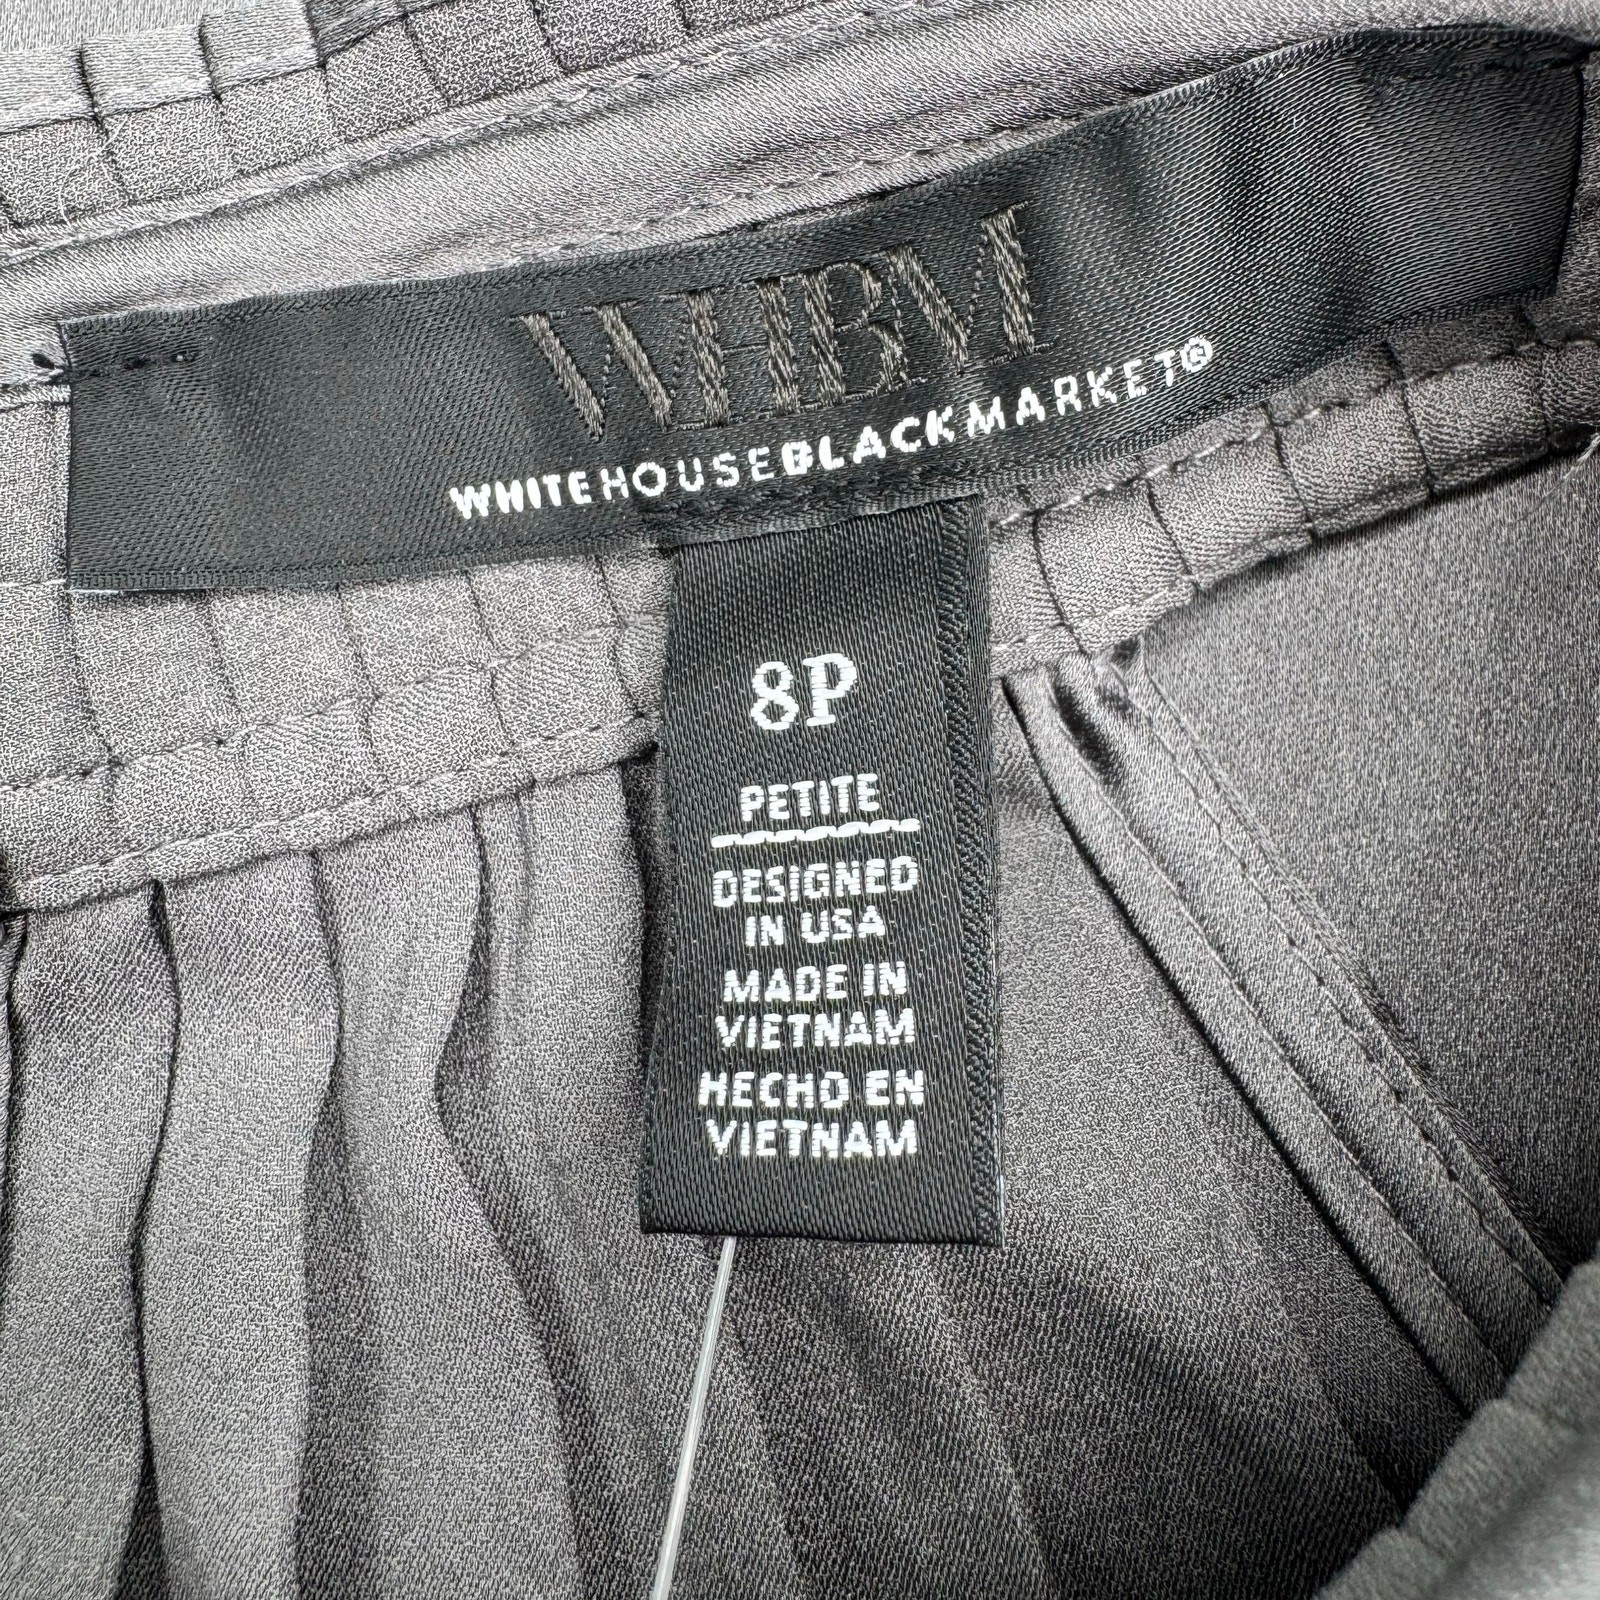 WHBM
WHITEHOUSEBLACKMARKET®
8P
PETITE
DESIGNED
IN USA
MADE IN
VIETNAM
HECHO EN
VIETNAM